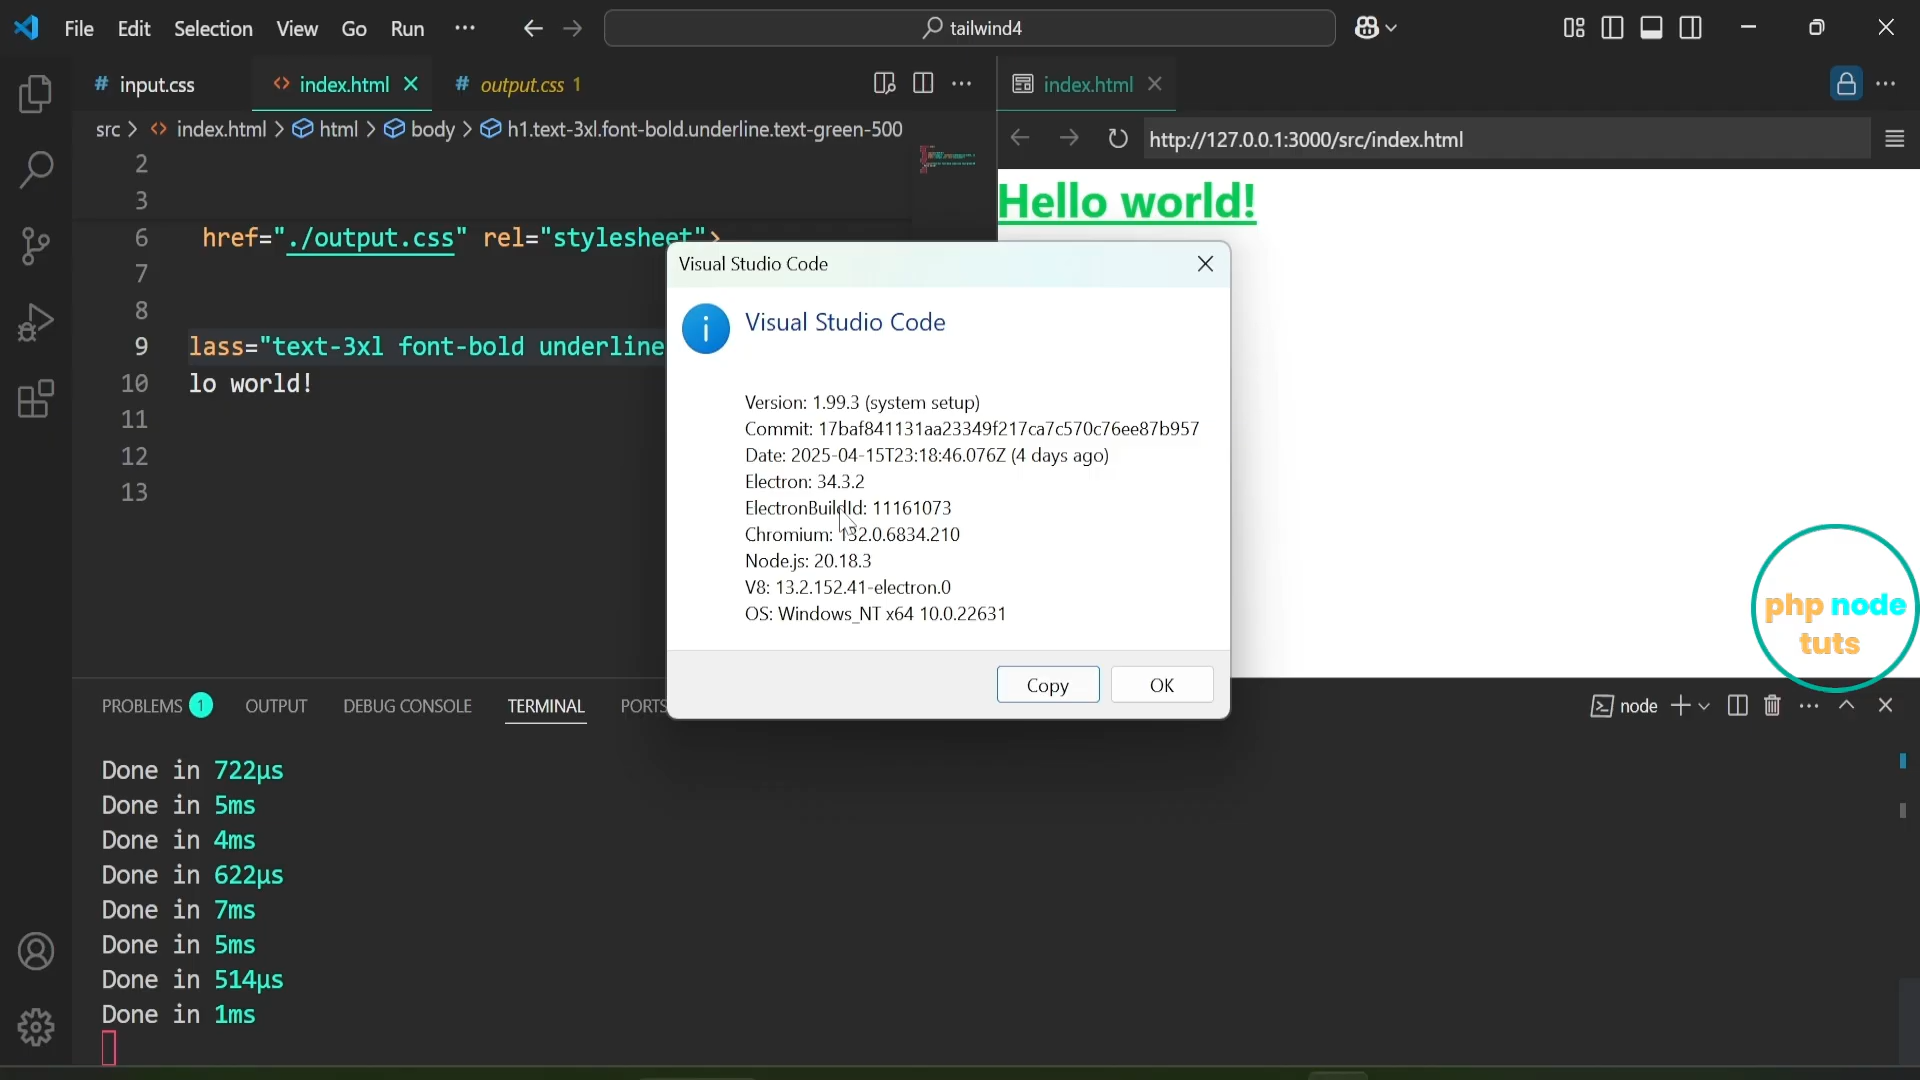 File Edit Selection View Go Run ···
tailwind4
# input.css
<> index.html
# output.css 1
index.html
src > <> index.html > html > body > h1.text-3xl.font-bold.underline.text-green-500
http://127.0.0.1:3000/src/index.html
2
3
6 href="./output.css" rel="stylesheet">
7
8
9 lass="text-3xl font-bold underline
10 lo world!
11
12
13
Hello world!
Visual Studio Code
Visual Studio Code
Version: 1.99.3 (system setup)
Commit: 17baf841131aa23349f217ca7c570c76ee87b957
Date: 2025-04-15T23:18:46.076Z (4 days ago)
Electron: 34.3.2
ElectronBuildId: 11161073
Chromium: 132.0.6834.210
Node.js: 20.18.3
V8: 13.2.152.41-electron.0
OS: Windows_NT x64 10.0.22631
Copy OK
php node
tuts
PROBLEMS 1 OUTPUT DEBUG CONSOLE TERMINAL PORTS
node
Done in 722µs
Done in 5ms
Done in 4ms
Done in 622µs
Done in 7ms
Done in 5ms
Done in 514µs
Done in 1ms